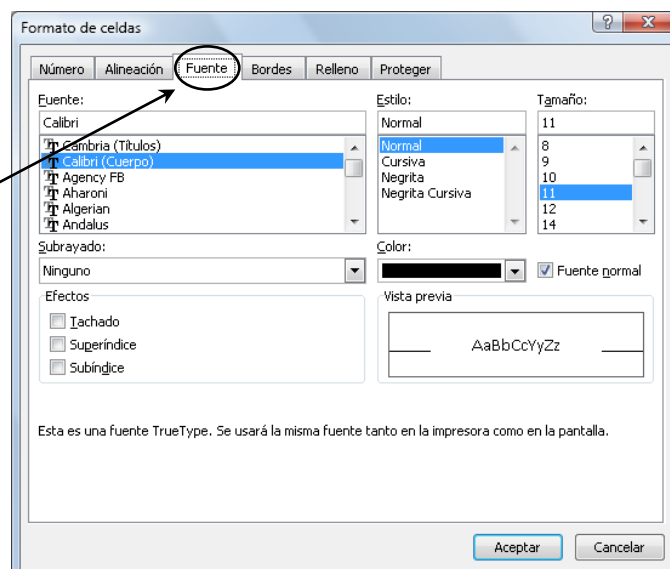 Formato de celdas
Número Alineación Fuente Bordes Relleno Proteger
Fuente: Estilo: Tamaño:
Calibri Normal 11
Cambria (Títulos) Normal 8
Calibri (Cuerpo) Cursiva 9
Agency FB Negrita 10
Aharoni Negrita Cursiva 11
Algerian 12
Andalus 14
Subrayado: Color:
Ninguno Fuente normal
Efectos Vista previa
Tachado
Superíndice AaBbCcYyZz
Subíndice
Esta es una fuente TrueType. Se usará la misma fuente tanto en la impresora como en la pantalla.
Aceptar Cancelar